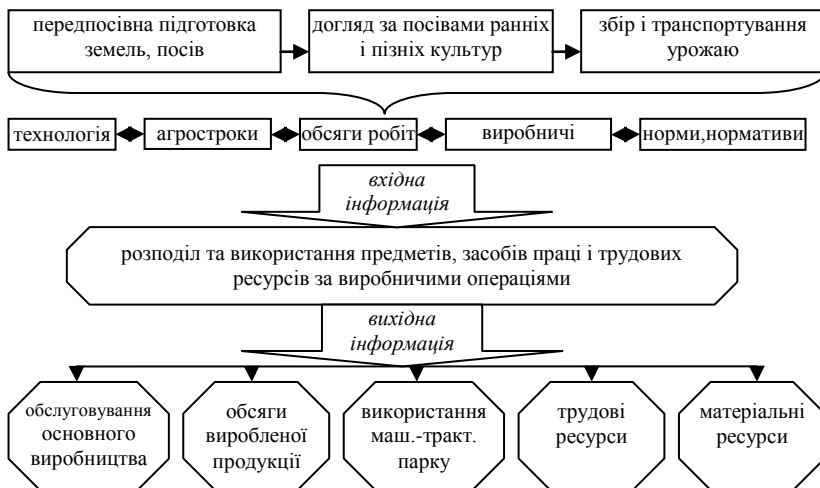 передпосівна підготовка
земель, посів
догляд за посівами ранніх
і пізніх культур
збір і транспортування
урожаю
технологія
агростроки
обсяги робіт
виробничі
норми,нормативи
вхідна
інформація
розподіл та використання предметів, засобів праці і трудових
ресурсів за виробничими операціями
вихідна
інформація
обслуговування
основного
виробництва
обсяги
виробленої
продукції
використання
маш.-тракт.
парку
трудові
ресурси
матеріальні
ресурси